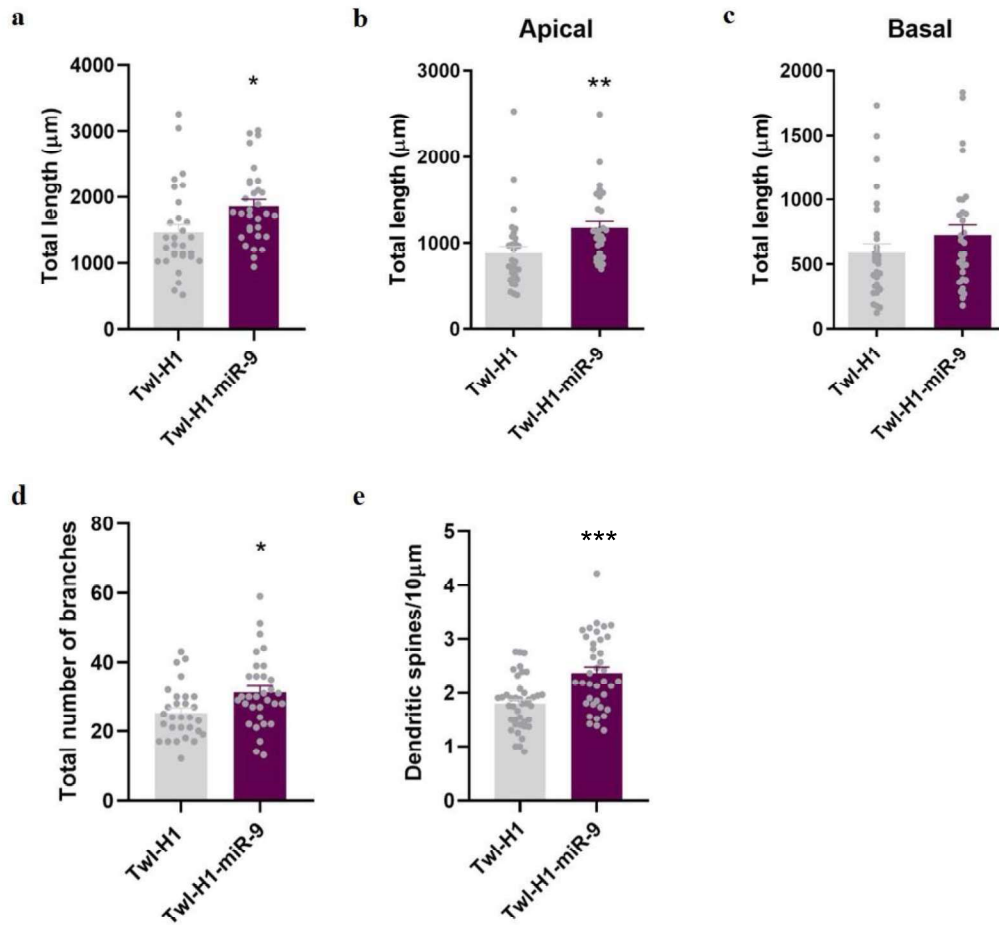 a
Total length (μm)
4000
3000
2000
1000
0
*
Twl-H1
Twl-H1-miR-9
b
Apical
Total length (μm)
3000
2000
1000
0
**
Twl-H1
Twl-H1-miR-9
c
Basal
Total length (μm)
2000
1500
1000
500
0
Twl-H1
Twl-H1-miR-9
d
Total number of branches
80
60
40
20
0
*
Twl-H1
Twl-H1-miR-9
e
Dendritic spines/10μm
5
4
3
2
1
0
***
Twl-H1
Twl-H1-miR-9